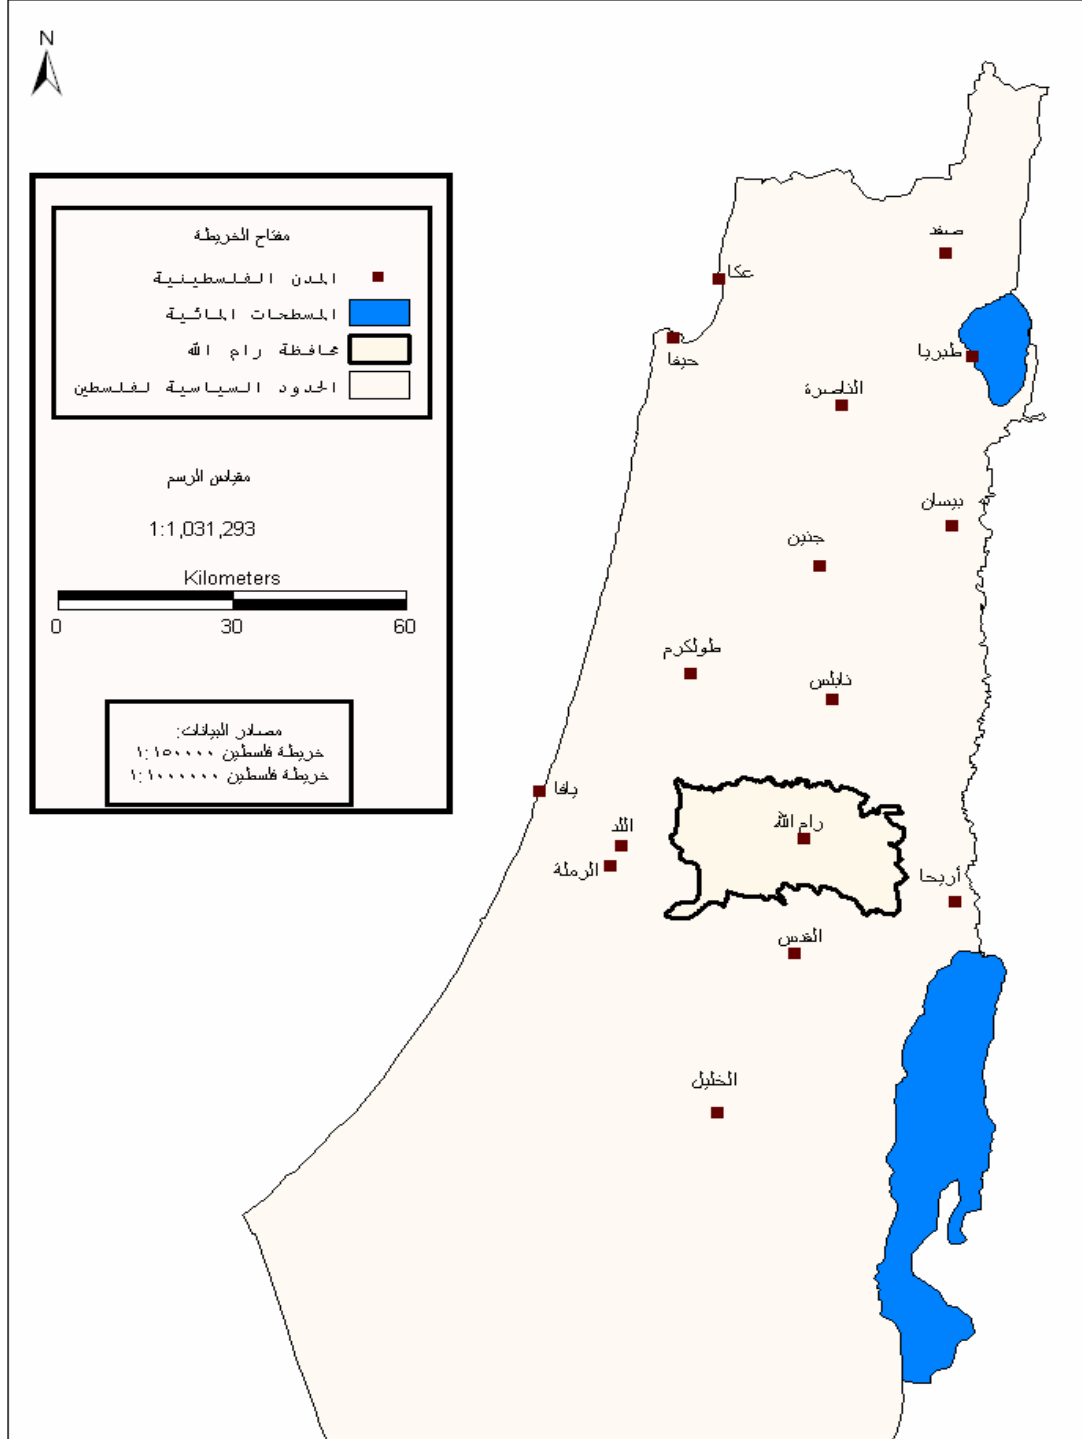 N
مفتاح الخريطة
المدن الفلسطينية
المسطحات المائية
محافظة رام الله
الحدود السياسية لفلسطين
مقياس الرسم
1:1,031,293
Kilometers
0 30 60
مصادر البيانات:
خريطة فلسطين ١:١٥٠٠٠٠
خريطة فلسطين ١:١٠٠٠٠٠٠
صفد
عكا
حيفا
طبريا
الناصرة
بيسان
جنين
طولكرم
نابلس
يافا
رام الله
اللد
الرملة
أريحا
القدس
الخليل